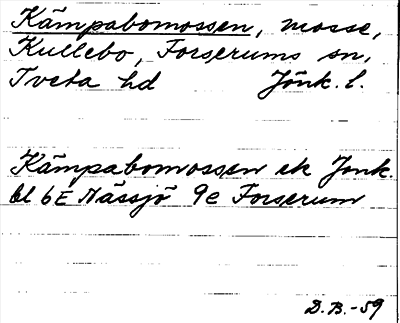 Kämpabomossen, mosse,
Kullebo, Forserums sn,
Tveta hd Jönk. l.
Kämpabomossen ek Jönk.
bl 6E Nässjö 9e Forserum
D.B.-59